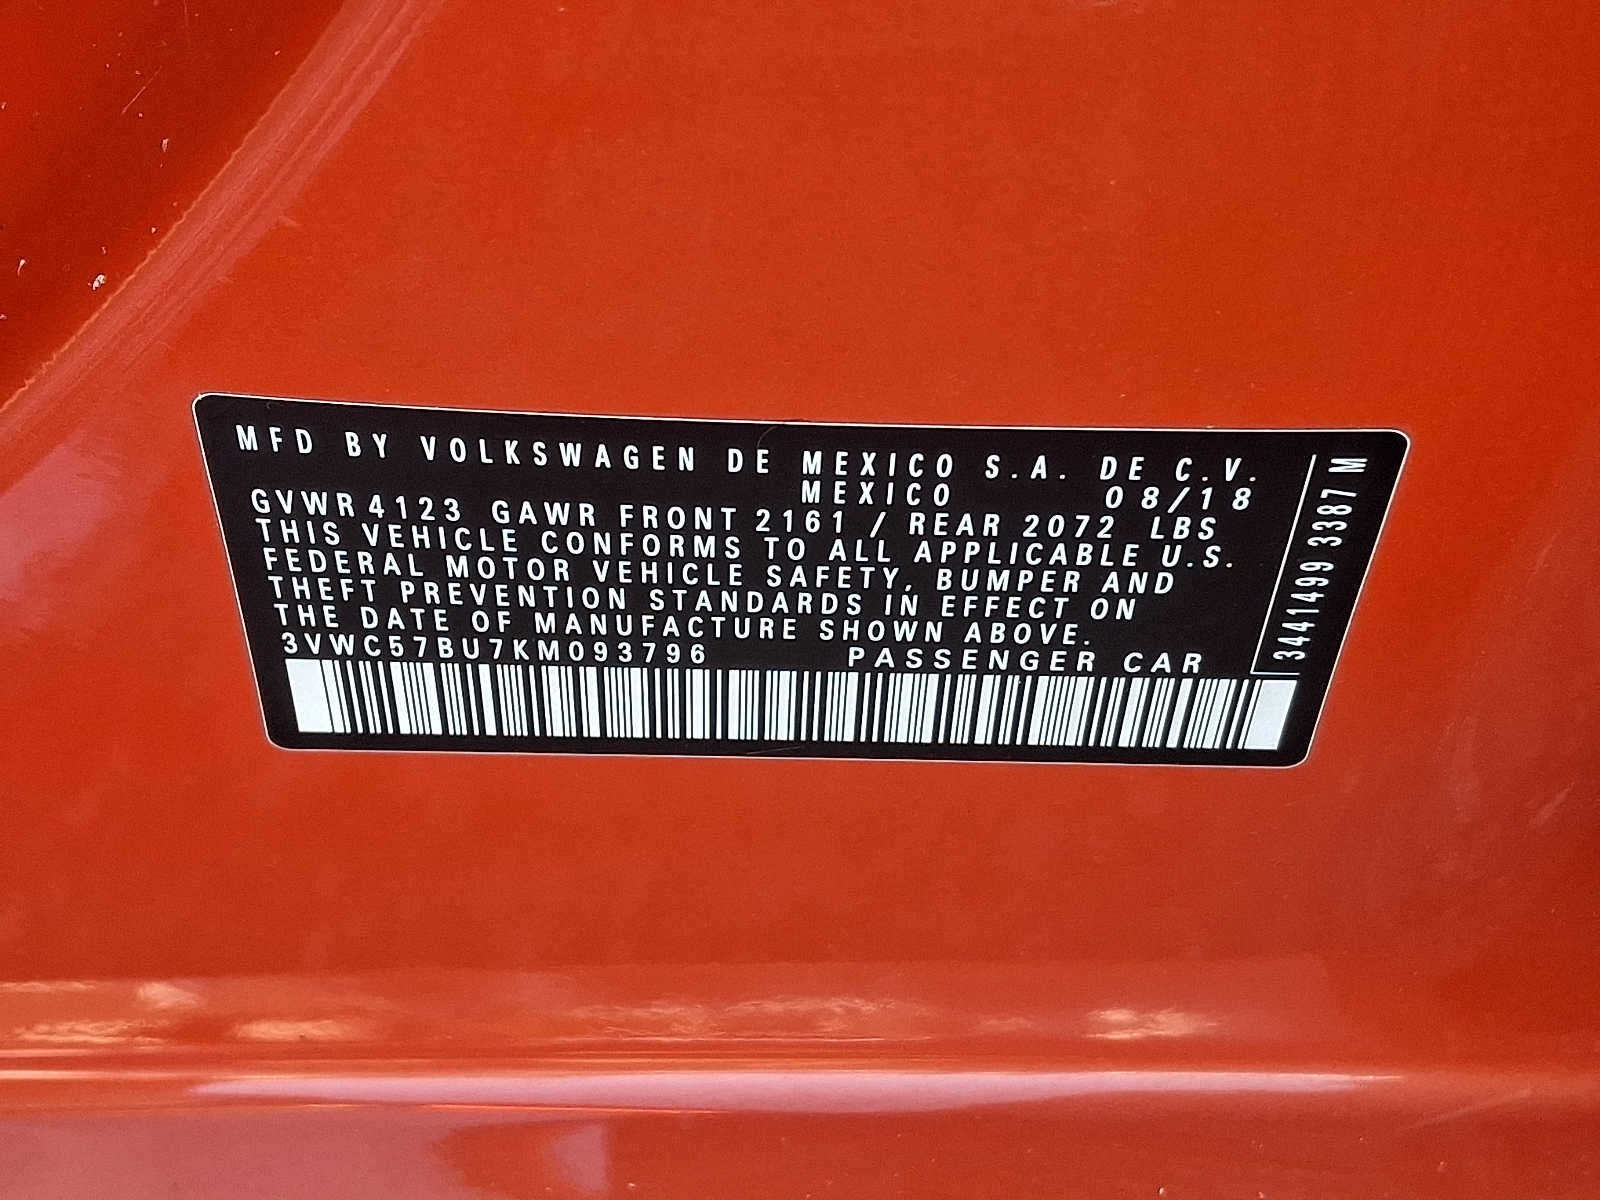 MFD BY VOLKSWAGEN DE MEXICO S.A. DE C.V.
MEXICO 08/18
GVWR 4123 GAWR FRONT 2161 / REAR 2072 LBS
THIS VEHICLE CONFORMS TO ALL APPLICABLE U.S.
FEDERAL MOTOR VEHICLE SAFETY, BUMPER AND
THEFT PREVENTION STANDARDS IN EFFECT ON
THE DATE OF MANUFACTURE SHOWN ABOVE.
3VWC57BU7KM093796 PASSENGER CAR
3441499 3387 M